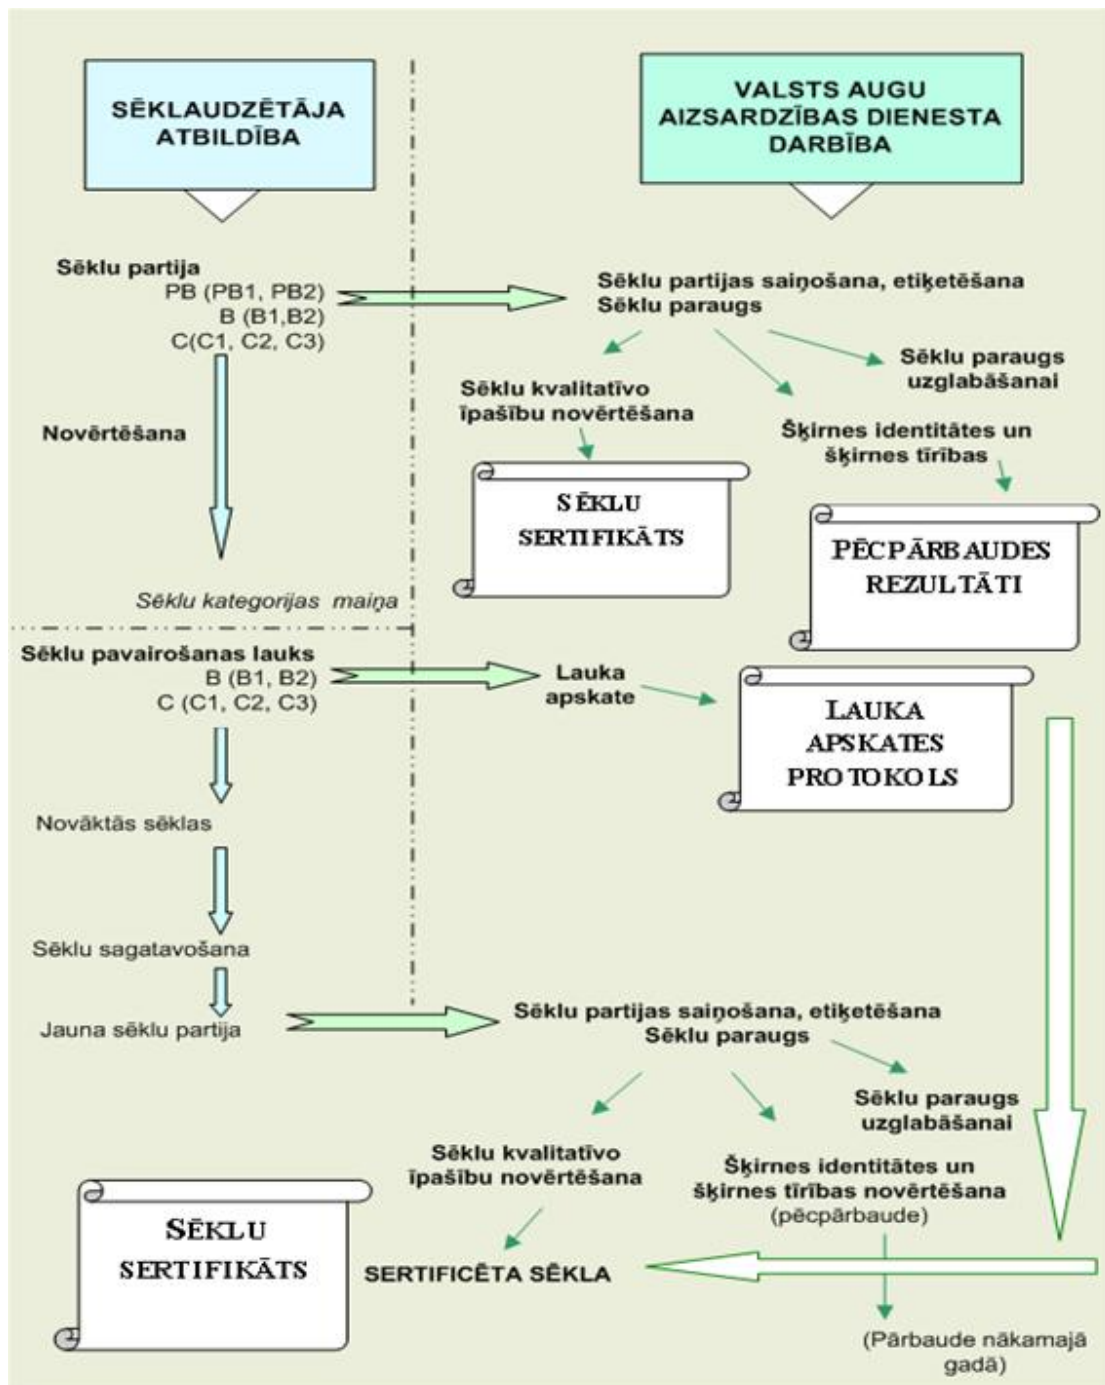 SĒKLAUDZĒTĀJA
ATBILDĪBA
VALSTS AUGU
AIZSARDZĪBAS DIENESTA
DARBĪBA
Sēklu partija
PB (PB1, PB2)
B (B1,B2)
C(C1, C2, C3)
Sēklu partijas saiņošana, etiķetēšana
Sēklu paraugs
Sēklu paraugs
uzglabāšanai
Sēklu kvalitatīvo
īpašību novērtēšana
Novērtēšana
Šķirnes identitātes un
šķirnes tīrības
SĒKLU
SERTIFIKĀTS
PĒCPĀRBAUDES
REZULTĀTI
Sēklu kategorijas maiņa
Sēklu pavairošanas lauks
B (B1, B2)
C (C1, C2, C3)
Lauka
apskate
LAUKA
APSKATES
PROTOKOLS
Novāktās sēklas
Sēklu sagatavošana
Jauna sēklu partija
Sēklu partijas saiņošana, etiķetēšana
Sēklu paraugs
Sēklu paraugs
uzglabāšanai
Sēklu kvalitatīvo
īpašību novērtēšana
Šķirnes identitātes un
šķirnes tīrības novērtēšana
(pēcpārbaude)
SĒKLU
SERTIFIKĀTS
SERTIFICĒTA SĒKLA
(Pārbaude nākamajā
gadā)